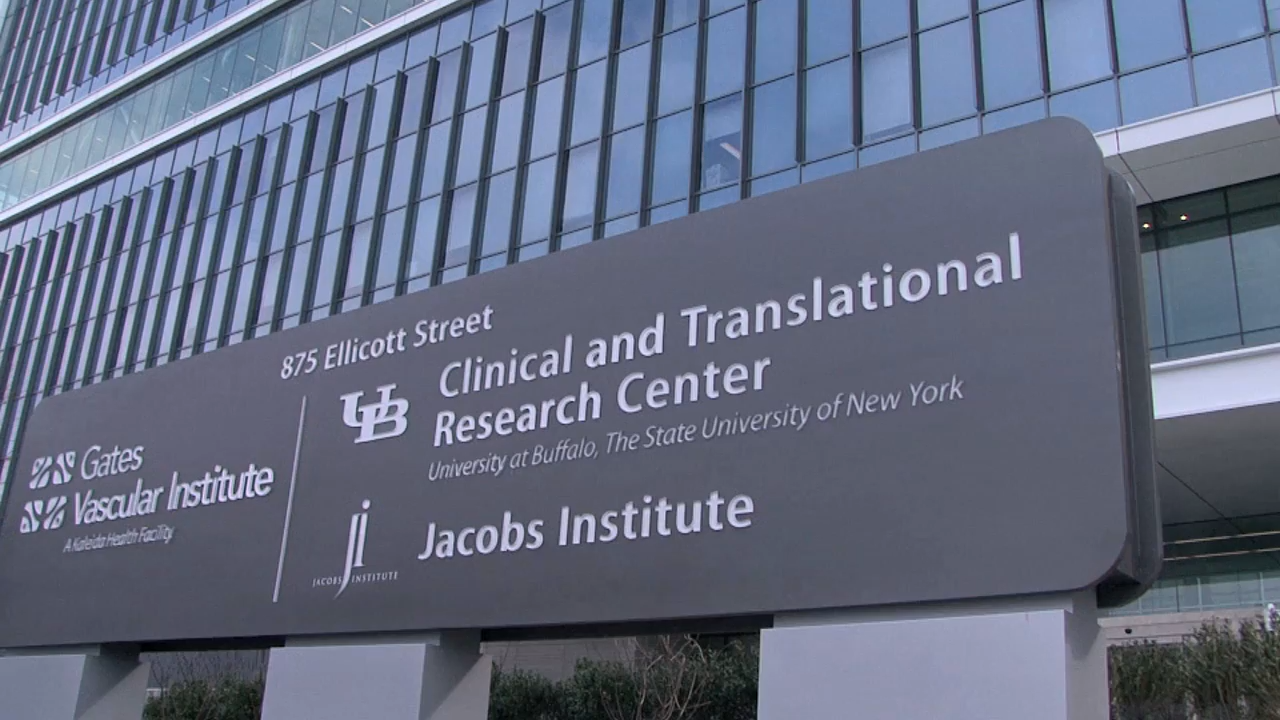 875 Ellicott Street
Gates
Vascular Institute
A Kaleida Health Facility
UB
Clinical and Translational
Research Center
University at Buffalo, The State University of New York
ji
JACOBS INSTITUTE
Jacobs Institute